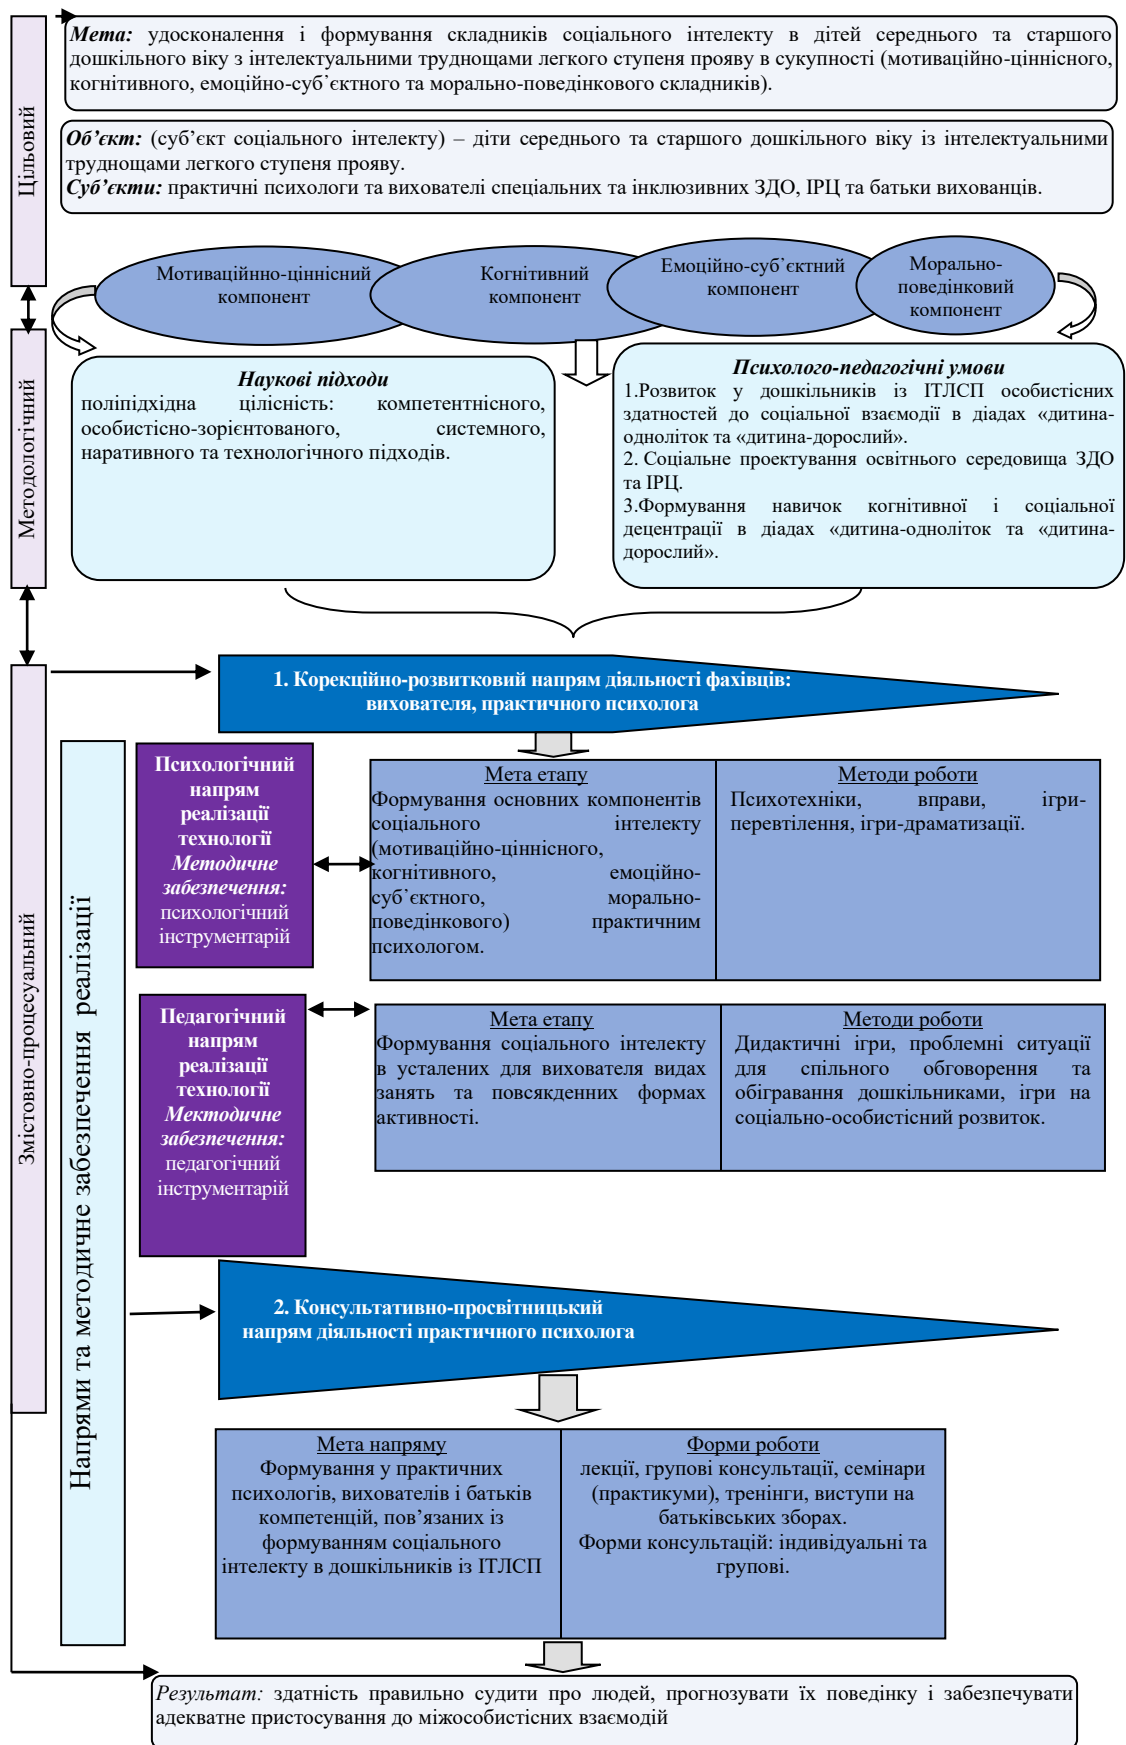 Цільовий
Мета: удосконалення і формування складників соціального інтелекту в дітей середнього та старшого
дошкільного віку з інтелектуальними труднощами легкого ступеня прояву в сукупності (мотиваційно-ціннісного,
когнітивного, емоційно-суб’єктного та морально-поведінкового складників).
Об’єкт: (суб’єкт соціального інтелекту) – діти середнього та старшого дошкільного віку із інтелектуальними
труднощами легкого ступеня прояву.
Суб’єкти: практичні психологи та вихователі спеціальних та інклюзивних ЗДО, ІРЦ та батьки вихованців.
Мотиваційнно-ціннісний
компонент
Когнітивний
компонент
Емоційно-суб’єктний
компонент
Морально-
поведінковий
компонент
Методологічний
Наукові підходи
поліпідхідна цілісність: компетентнісного,
особистісно-зорієнтованого, системного,
наративного та технологічного підходів.
Психолого-педагогічні умови
1.Розвиток у дошкільників із ІТЛСП особистісних
здатностей до соціальної взаємодії в діадах «дитина-
одноліток та «дитина-дорослий».
2. Соціальне проектування освітнього середовища ЗДО
та ІРЦ.
3.Формування навичок когнітивної і соціальної
децентрації в діадах «дитина-одноліток та «дитина-
дорослий».
Змістовно-процесуальний
1. Корекційно-розвитковий напрям діяльності фахівців:
вихователя, практичного психолога
Напрями та методичне забезпечення реалізації
Психологічний
напрям
реалізації
технології
Методичне
забезпечення:
психологічний
інструментарій
Мета етапу
Формування основних компонентів
соціального інтелекту
(мотиваційно-ціннісного,
когнітивного, емоційно-
суб’єктного, морально-
поведінкового) практичним
психологом.
Методи роботи
Психотехніки, вправи, ігри-
перевтілення, ігри-драматизації.
Педагогічний
напрям
реалізації
технології
Мектодичне
забезпечення:
педагогічний
інструментарій
Мета етапу
Формування соціального інтелекту
в усталених для вихователя видах
занять та повсякденних формах
активності.
Методи роботи
Дидактичні ігри, проблемні ситуації
для спільного обговорення та
обігравання дошкільниками, ігри на
соціально-особистісний розвиток.
2. Консультативно-просвітницький
напрям діяльності практичного психолога
Мета напряму
Формування у практичних
психологів, вихователів і батьків
компетенцій, пов’язаних із
формуванням соціального
інтелекту в дошкільників із ІТЛСП
Форми роботи
лекції, групові консультації, семінари
(практикуми), тренінги, виступи на
батьківських зборах.
Форми консультацій: індивідуальні та
групові.
Результат: здатність правильно судити про людей, прогнозувати їх поведінку і забезпечувати
адекватне пристосування до міжособистісних взаємодій